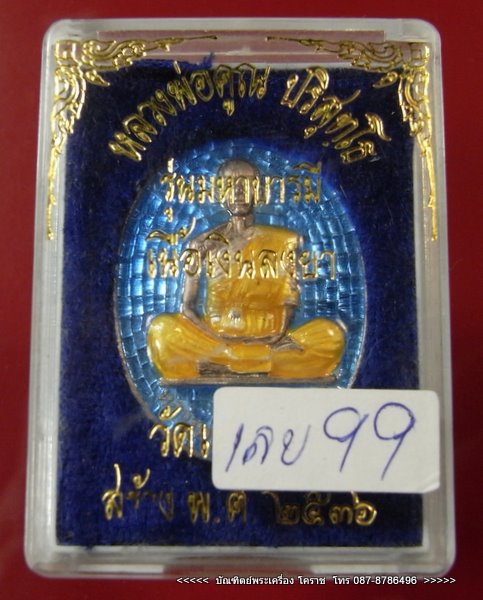 หลวงพ่อคูณ ปริสุทโธ
รุ่นมหาบารมี
เนื้อเงินลงยา
วัด
เลข 99
สร้าง พ.ศ. ๒๕๓๖
<<<<< บัณฑิตย์พระเครื่อง โคราช โทร 087-8786496 >>>>>